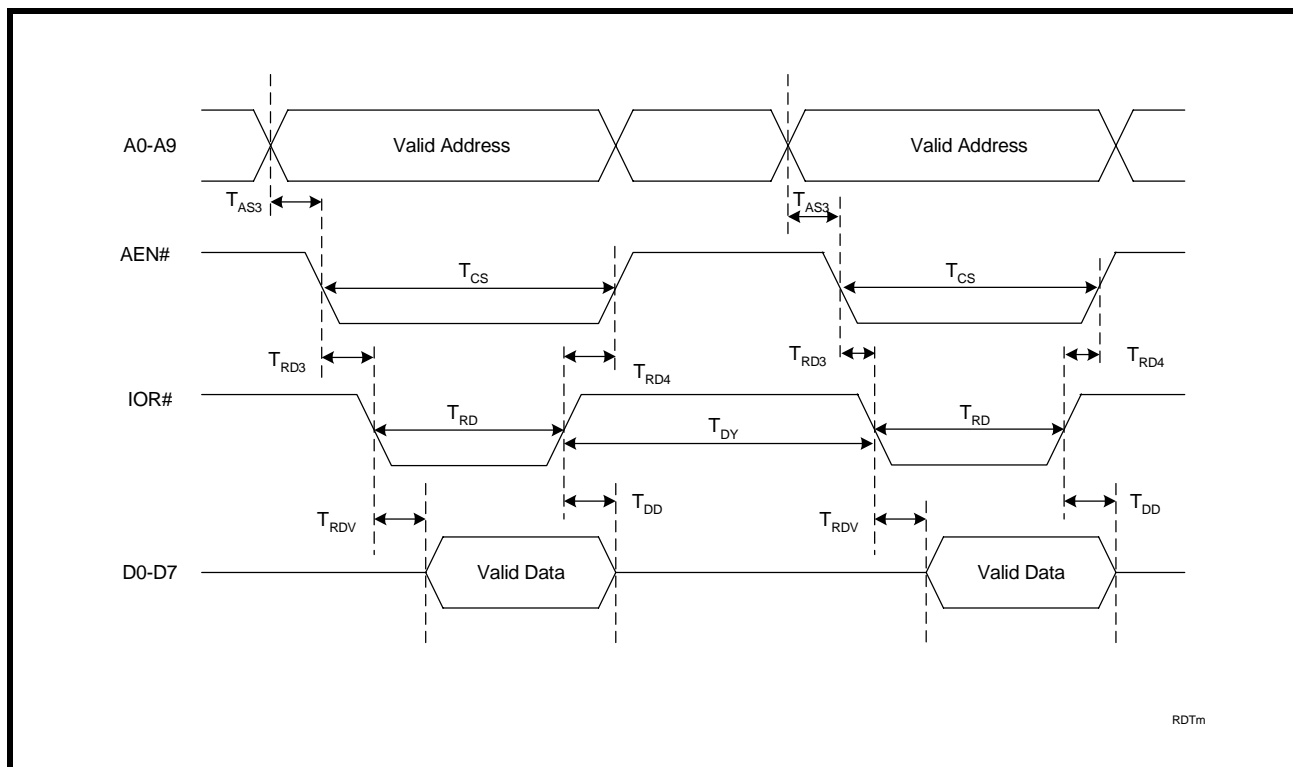 A0-A9
Valid Address
Valid Address
TAS3
TAS3
AEN#
TCS
TCS
TRD3
TRD4
TRD3
TRD4
IOR#
TRD
TDY
TRD
TRDV
TDD
TRDV
TDD
D0-D7
Valid Data
Valid Data
RDTm